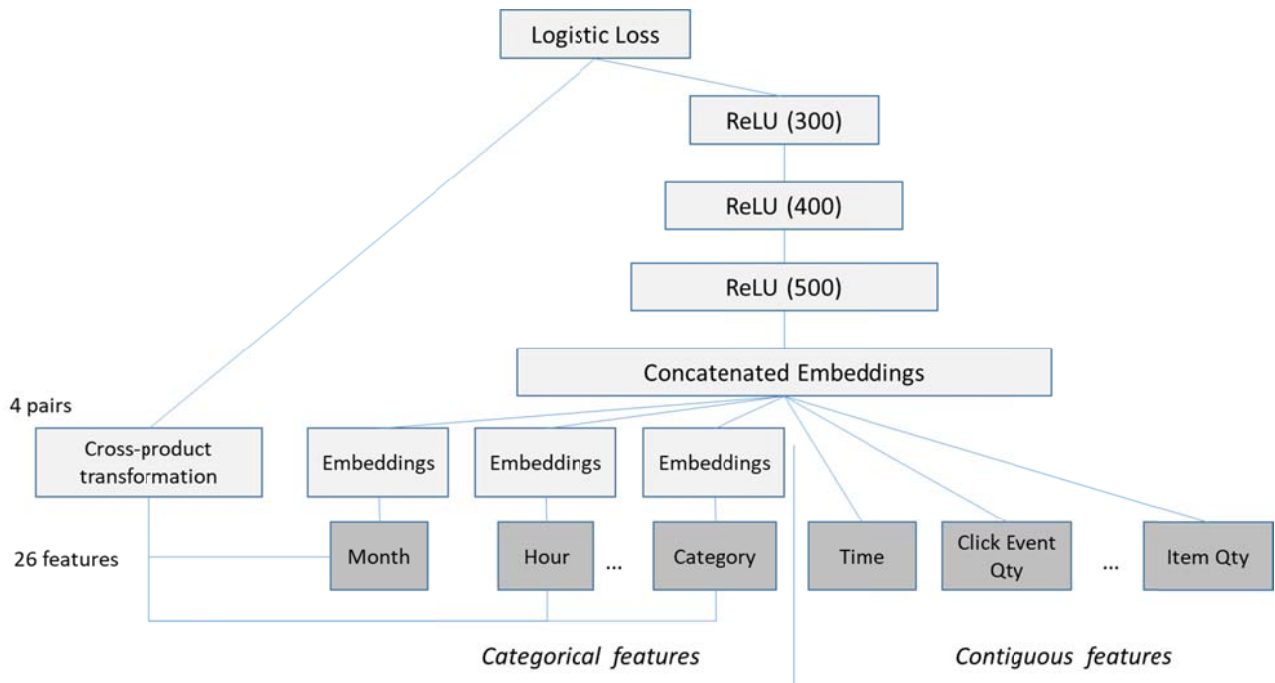 Logistic Loss
ReLU (300)
ReLU (400)
ReLU (500)
Concatenated Embeddings
4 pairs
Cross-product
transformation
Embeddings
Embeddings
Embeddings
26 features
Month
Hour
...
Category
Time
Click Event
Qty
...
Item Qty
Categorical features
Contiguous features